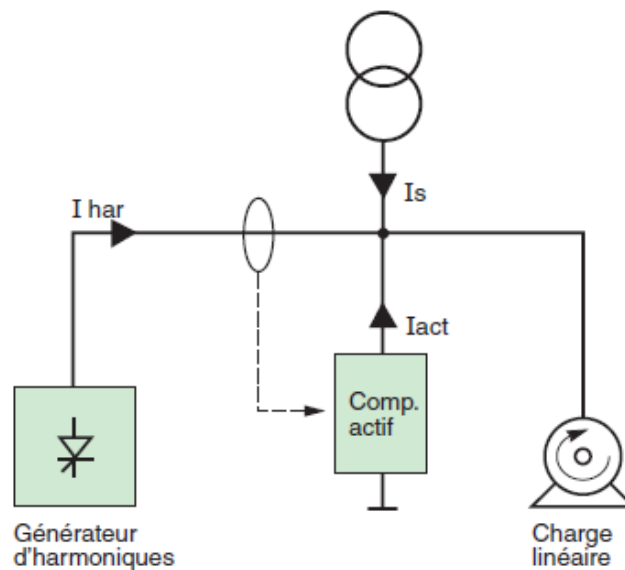 Is
I har
Iact
Comp.
actif
Générateur
d'harmoniques
Charge
linéaire